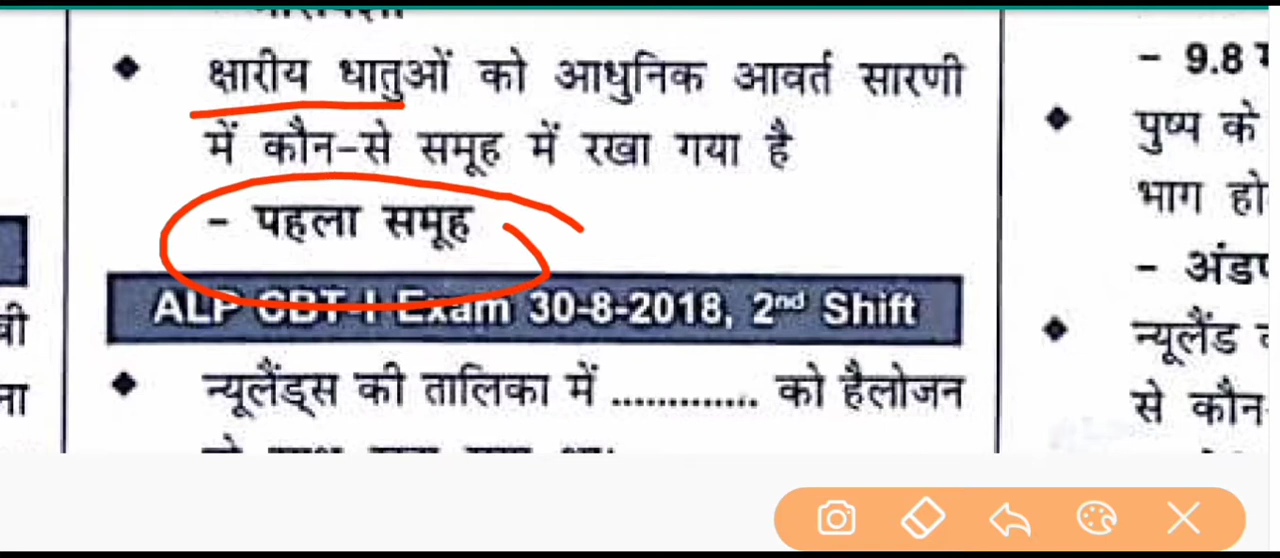 ◆ क्षारीय धातुओं को आधुनिक आवर्त सारणी
में कौन-से समूह में रखा गया है
- पहला समूह
ALP CBT-I Exam 30-8-2018, 2nd Shift
◆ न्यूलैंड्स की तालिका में ............. को हैलोजन
- 9.8
◆ पुष्प के
भाग
-
◆ न्यूलैंड
से